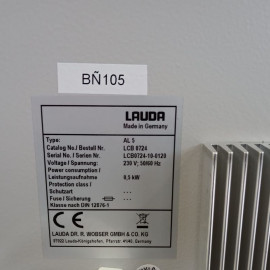 BÑ105
LAUDA
Made in Germany
Type: AL 5
Catalog No./ Bestell Nr. LCB 0724
Serial No. / Serien Nr. LCB0724-10-0129
Voltage / Spannung: 230 V; 50/60 Hz
Power consumption /
Leistungsaufnahme 0,5 kW
Protection class /
Schutzart ---
Fuse / Sicherung ---
Klasse nach DIN 12876-1
CE
LAUDA DR. R. WOBSER GMBH & CO. KG
97922 Lauda-Königshofen, Pfarrstr. 41/43, Germany